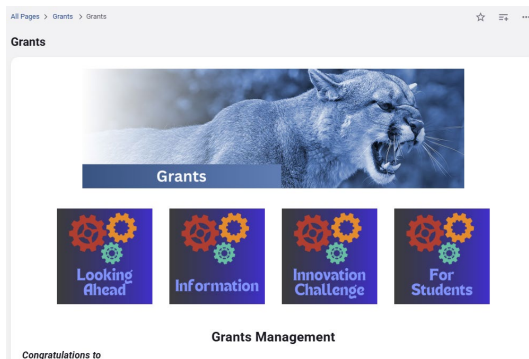 All Pages > Grants > Grants
Grants
Grants
Looking
Ahead
Information
Innovation
Challenge
For
Students
Grants Management
Congratulations to